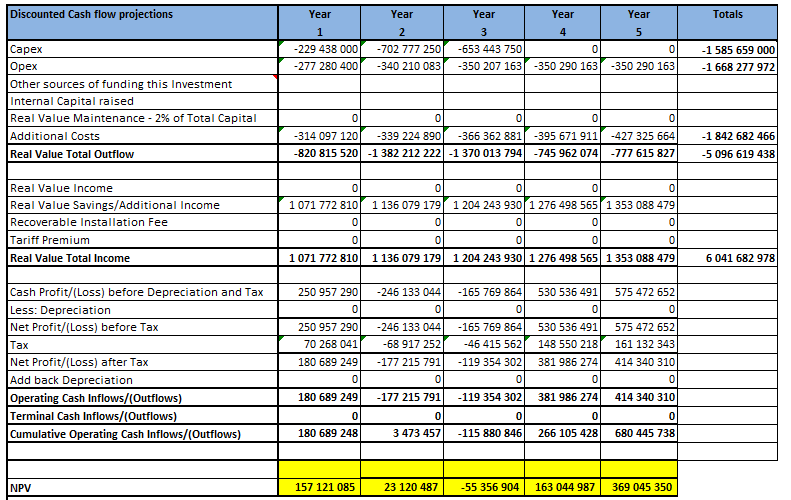 Discounted Cash flow projections Year Year Year Year Year Totals
1 2 3 4 5
Capex -229 438 000 -702 777 250 -653 443 750 0 0 -1 585 659 000
Opex -277 280 400 -340 210 083 -350 207 163 -350 290 163 -350 290 163 -1 668 277 972
Other sources of funding this Investment
Internal Capital raised
Real Value Maintenance - 2% of Total Capital 0 0 0 0 0
Additional Costs -314 097 120 -339 224 890 -366 362 881 -395 671 911 -427 325 664 -1 842 682 466
Real Value Total Outflow -820 815 520 -1 382 212 222 -1 370 013 794 -745 962 074 -777 615 827 -5 096 619 438
Real Value Income 0 0 0 0 0
Real Value Savings/Additional Income 1 071 772 810 1 136 079 179 1 204 243 930 1 276 498 565 1 353 088 479
Recoverable Installation Fee 0 0 0 0 0
Tariff Premium 0 0 0 0 0
Real Value Total Income 1 071 772 810 1 136 079 179 1 204 243 930 1 276 498 565 1 353 088 479 6 041 682 978
Cash Profit/(Loss) before Depreciation and Tax 250 957 290 -246 133 044 -165 769 864 530 536 491 575 472 652
Less: Depreciation 0 0 0 0 0
Net Profit/(Loss) before Tax 250 957 290 -246 133 044 -165 769 864 530 536 491 575 472 652
Tax 70 268 041 -68 917 252 -46 415 562 148 550 218 161 132 343
Net Profit/(Loss) after Tax 180 689 249 -177 215 791 -119 354 302 381 986 274 414 340 310
Add back Depreciation 0 0 0 0 0
Operating Cash Inflows/(Outflows) 180 689 249 -177 215 791 -119 354 302 381 986 274 414 340 310
Terminal Cash Inflows/(Outflows) 0 0 0 0 0
Cumulative Operating Cash Inflows/(Outflows) 180 689 248 3 473 457 -115 880 846 266 105 428 680 445 738
NPV 157 121 085 23 120 487 -55 356 904 163 044 987 369 045 350